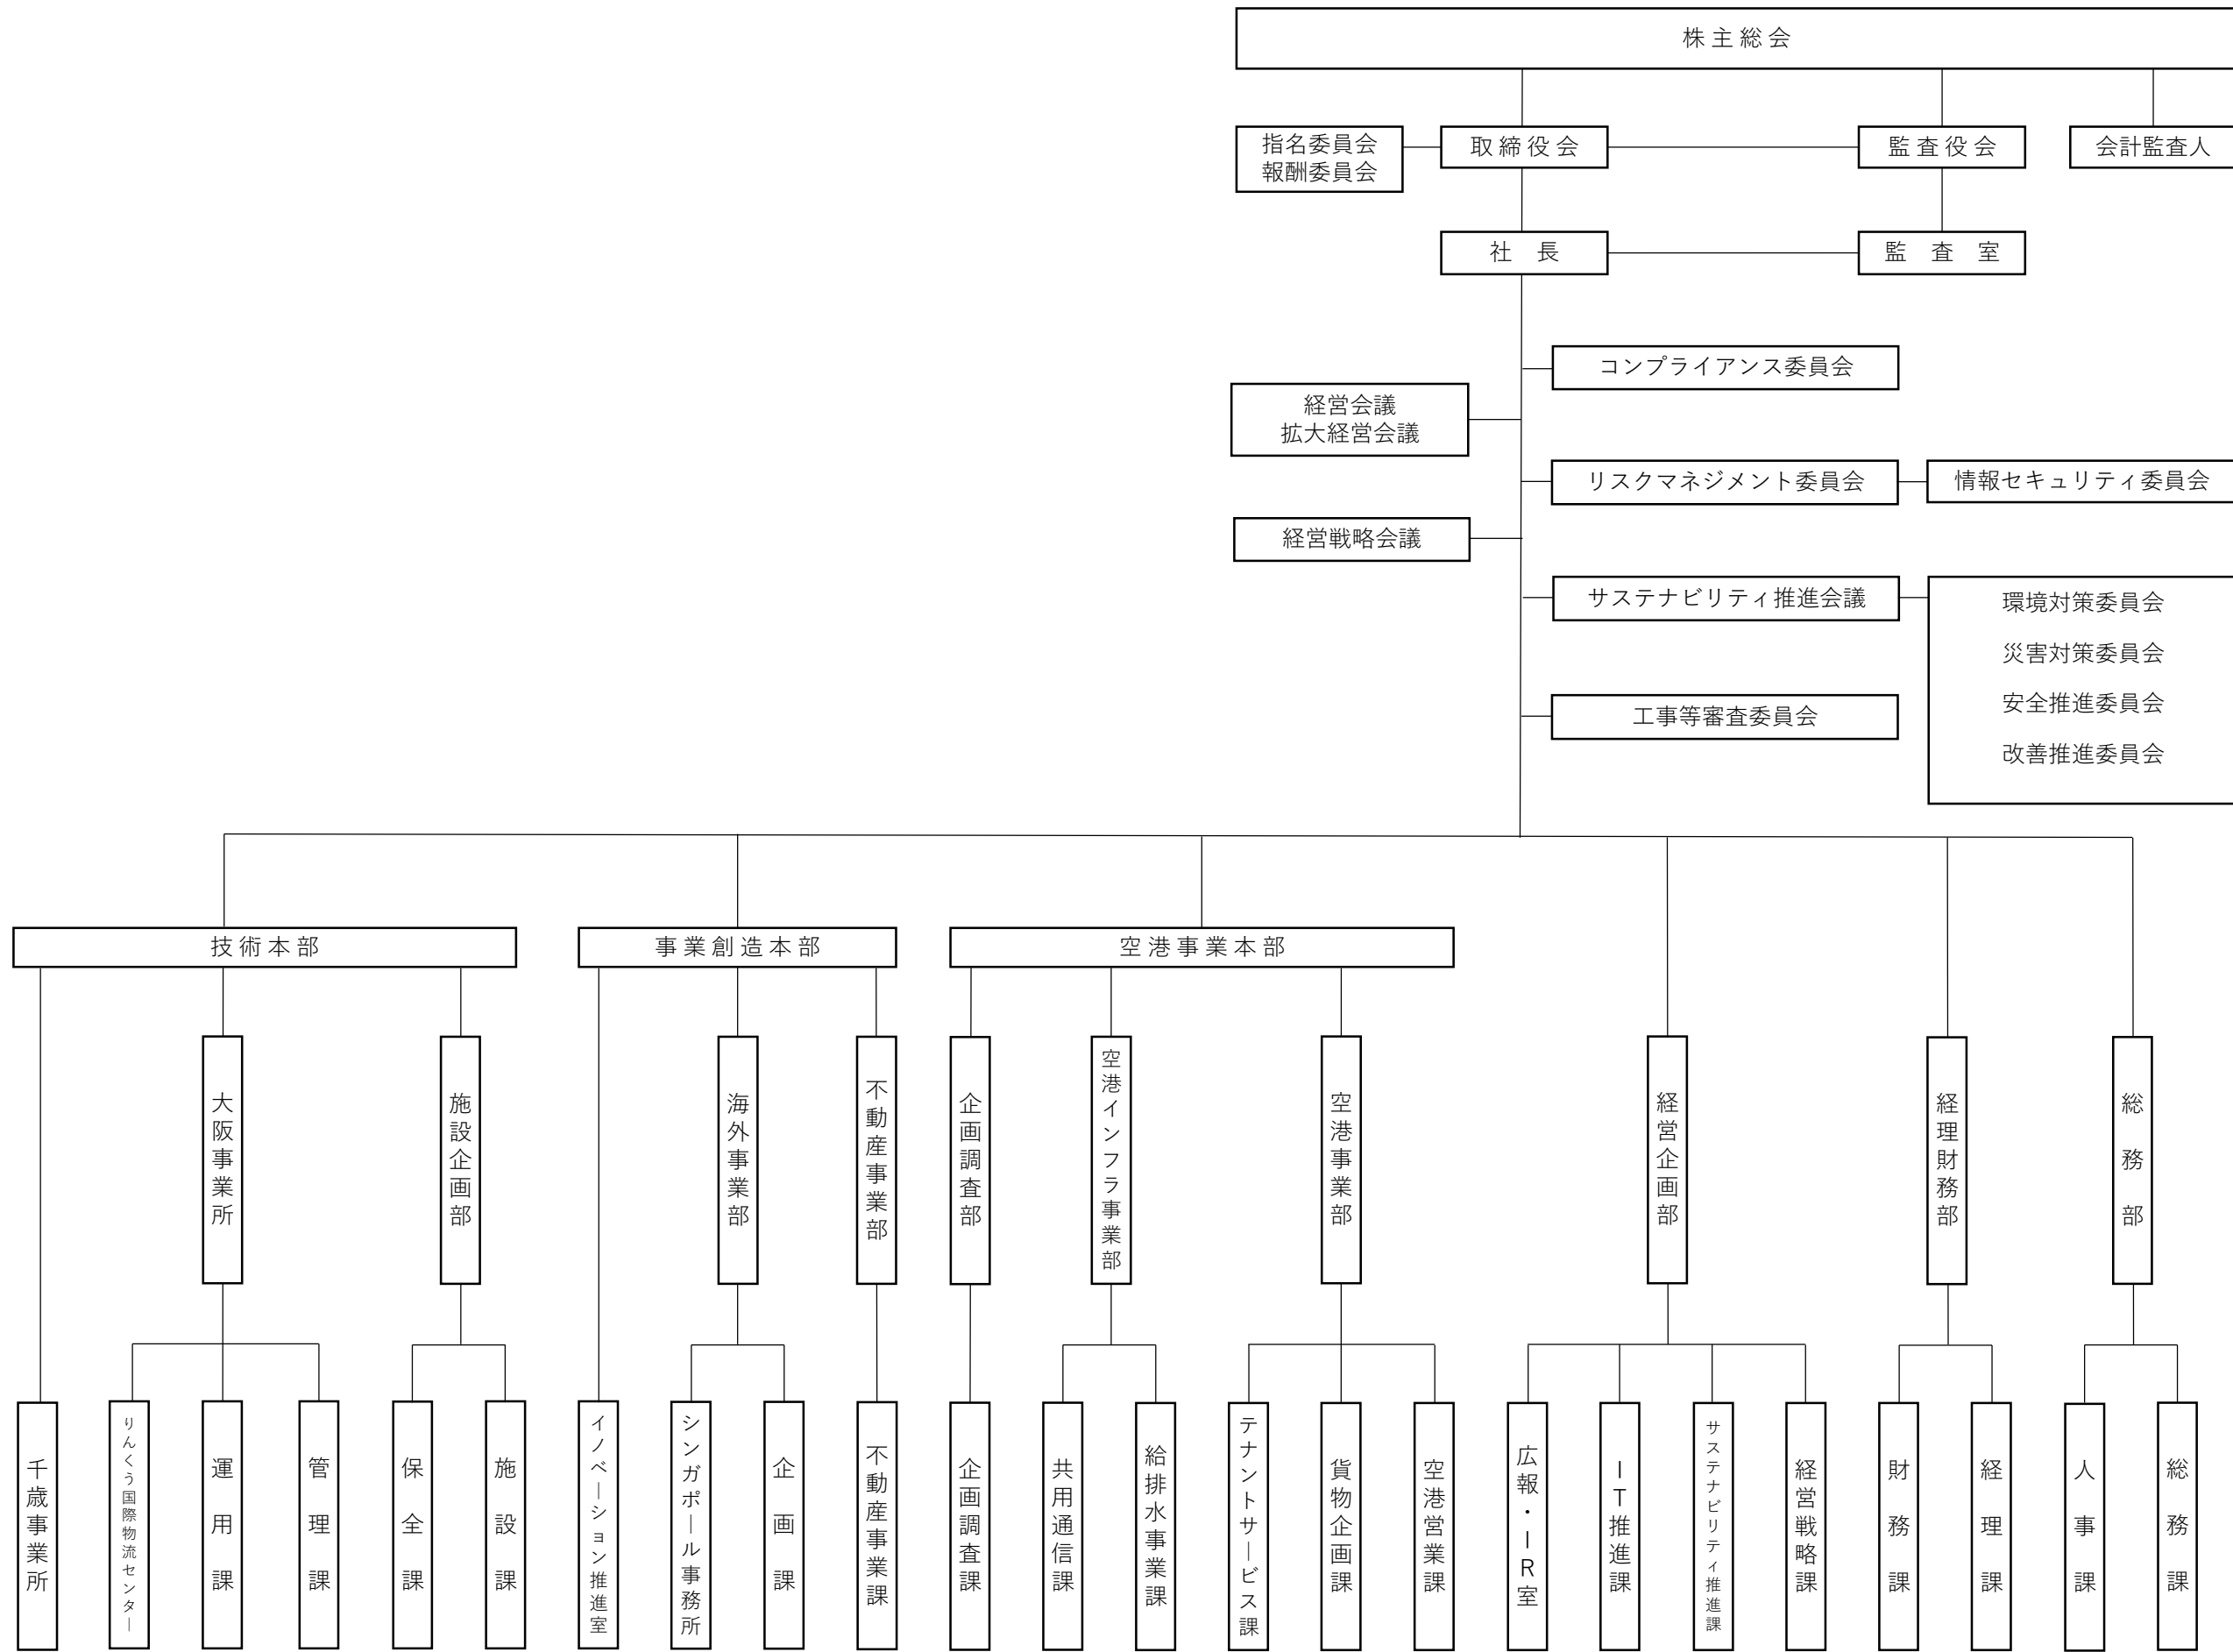 株主総会
指名委員会
報酬委員会
取締役会
監査役会
会計監査人
社 長
監 査 室
コンプライアンス委員会
経営会議
拡大経営会議
リスクマネジメント委員会
情報セキュリティ委員会
経営戦略会議
サステナビリティ推進会議
環境対策委員会
災害対策委員会
安全推進委員会
改善推進委員会
工事等審査委員会
技術本部
事業創造本部
空港事業本部
大阪事業所
施設企画部
海外事業部
不動産事業部
企画調査部
空港インフラ事業部
空港事業部
経営企画部
経理財務部
総務部
千歳事業所
りんくう国際物流センター
運用課
管理課
保全課
施設課
イノベーション推進室
シンガポール事務所
企画課
不動産事業課
企画調査課
共用通信課
給排水事業課
テナントサービス課
貨物企画課
空港営業課
広報・IR室
IT推進課
サステナビリティ推進課
経営戦略課
財務課
経理課
人事課
総務課